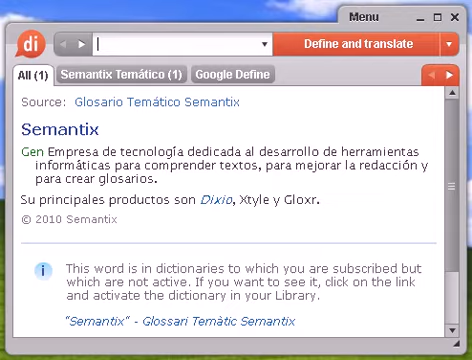 Menu
di
Define and translate
All (1)
Semantix Temático (1)
Google Define
Source: Glosario Temático Semantix
Semantix
Gen Empresa de tecnología dedicada al desarrollo de herramientas
informáticas para comprender textos, para mejorar la redacción y
para crear glosarios.
Su principales productos son Dixio, Xtyle y Gloxr.
© 2010 Semantix
i
This word is in dictionaries to which you are subscribed but
which are not active. If you want to see it, click on the link
and activate the dictionary in your Library.
"Semantix" - Glossari Temàtic Semantix